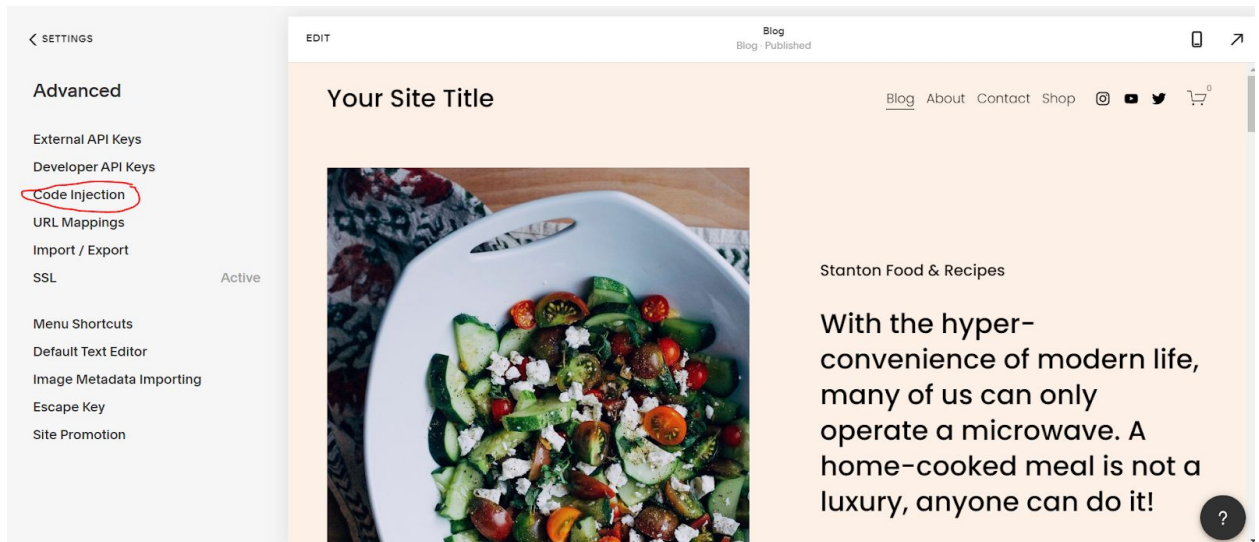 SETTINGS
Advanced
External API Keys
Developer API Keys
Code Injection
URL Mappings
Import / Export
SSL Active
Menu Shortcuts
Default Text Editor
Image Metadata Importing
Escape Key
Site Promotion
EDIT
Blog
Blog · Published
Your Site Title
Blog About Contact Shop 0
Stanton Food & Recipes
With the hyper-
convenience of modern life,
many of us can only
operate a microwave. A
home-cooked meal is not a
luxury, anyone can do it!
?